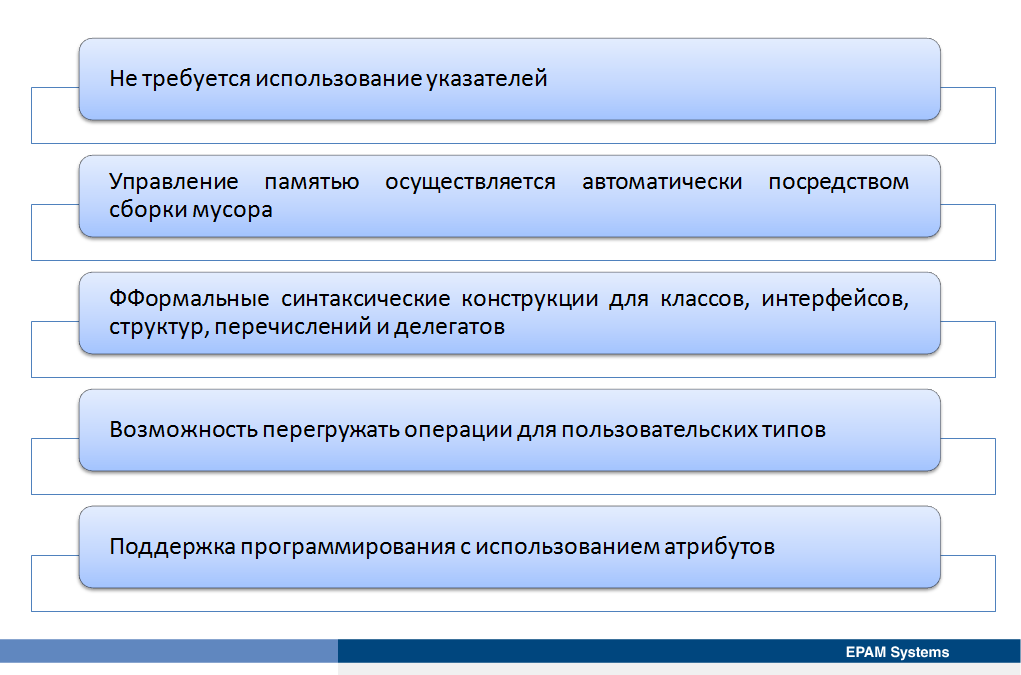 Не требуется использование указателей
Управление памятью осуществляется автоматически посредством
сборки мусора
ФФормальные синтаксические конструкции для классов, интерфейсов,
структур, перечислений и делегатов
Возможность перегружать операции для пользовательских типов
Поддержка программирования с использованием атрибутов
EPAM Systems